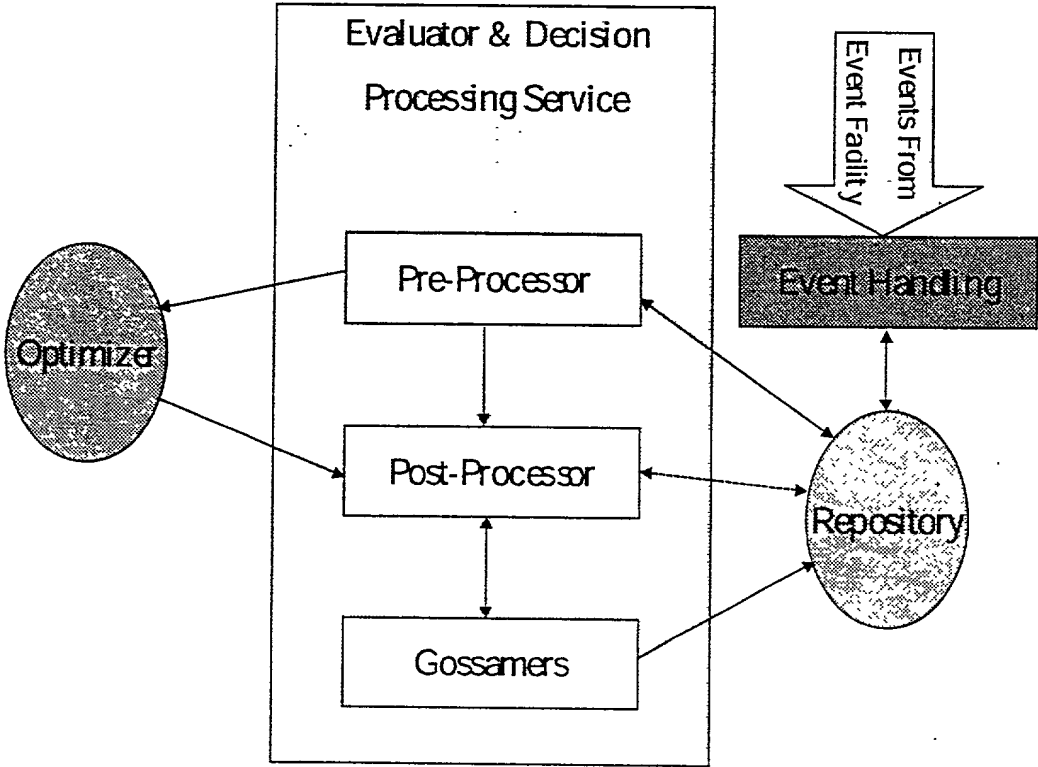 Evaluator & Decision
Processing Service
Events From
Event Facility
Pre-Processor
Event Handling
Optimizer
Post-Processor
Repository
Gossamers